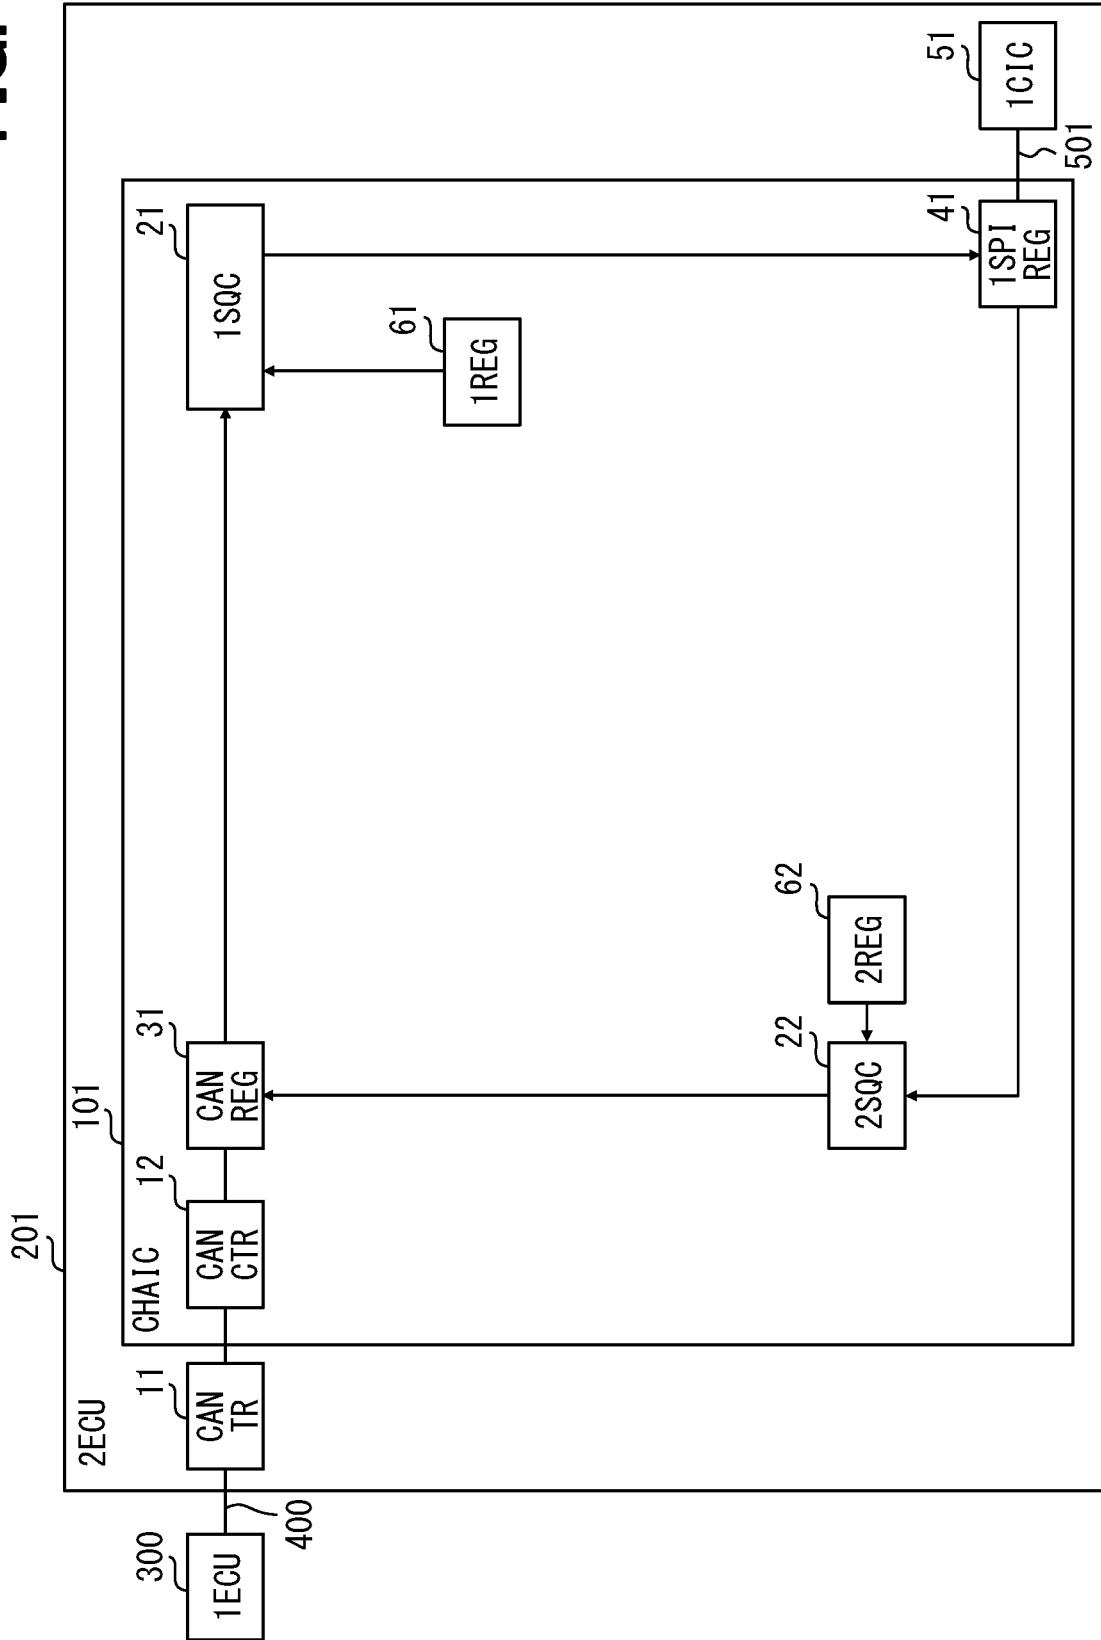 201
101
2ECU
CHAIC
300
11
12
31
21
1ECU
CAN
TR
CAN
CTR
CAN
REG
1SQC
400
61
1REG
22
62
2SQC
2REG
41
51
1SPI
REG
1CIC
501